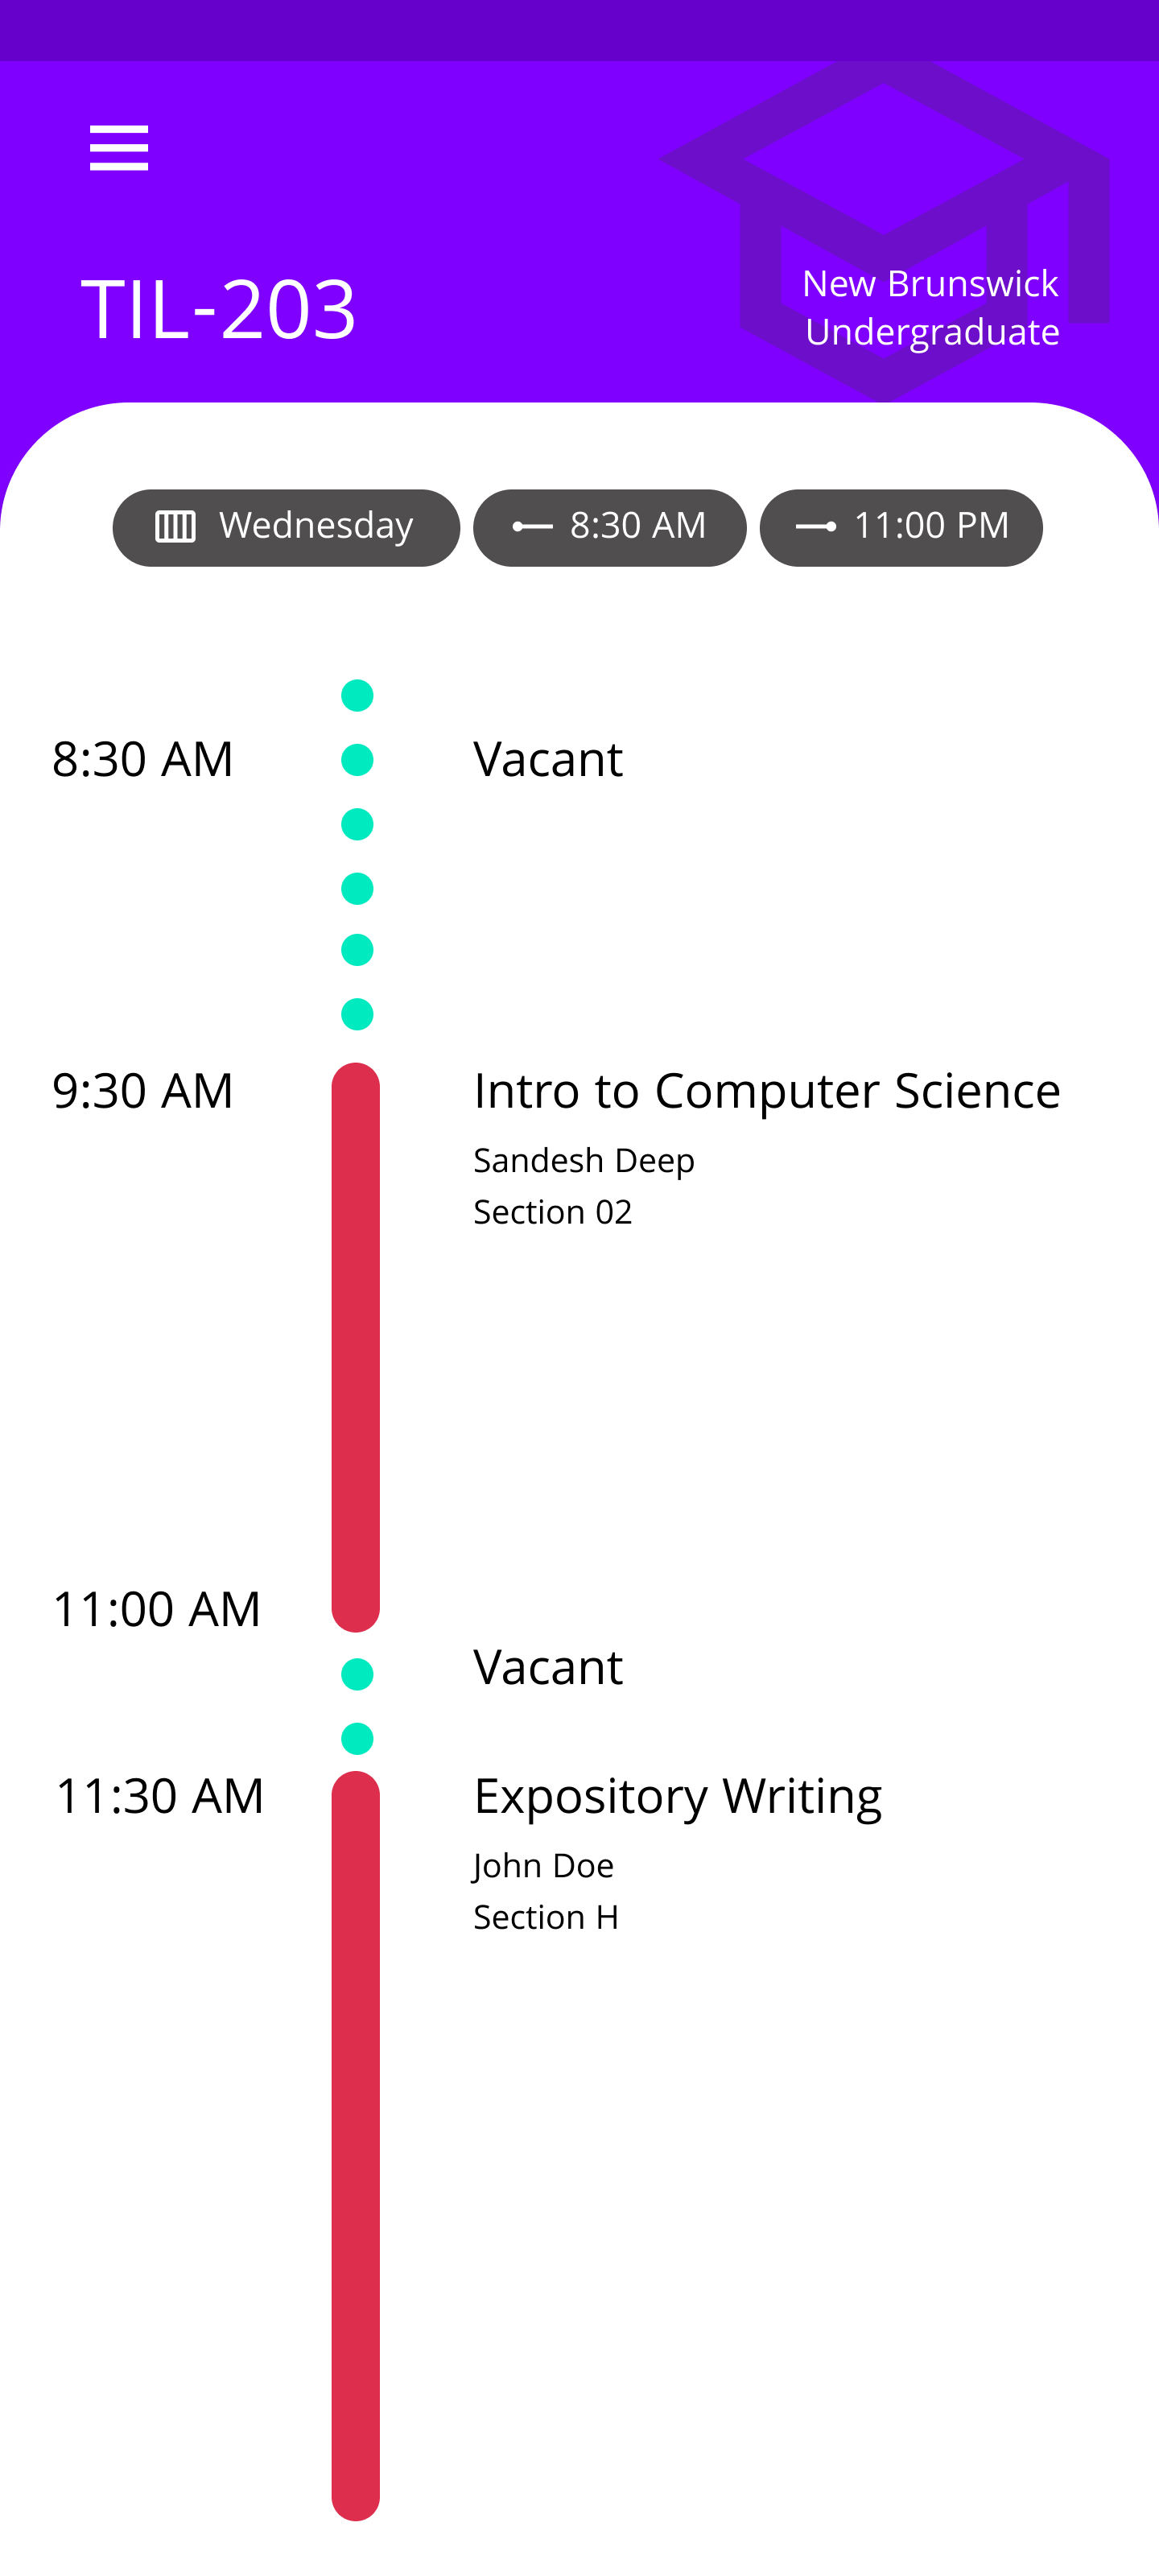 TIL-203
New Brunswick
Undergraduate
Wednesday
8:30 AM
11:00 PM
8:30 AM
Vacant
9:30 AM
Intro to Computer Science
Sandesh Deep
Section 02
11:00 AM
Vacant
11:30 AM
Expository Writing
John Doe
Section H